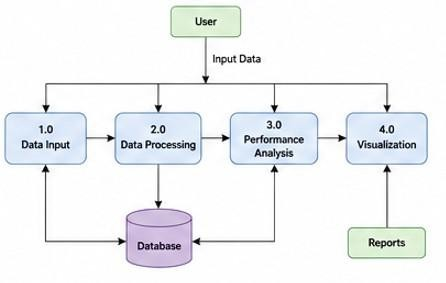 User
Input Data
1.0
Data Input
2.0
Data Processing
3.0
Performance
Analysis
4.0
Visualization
Database
Reports